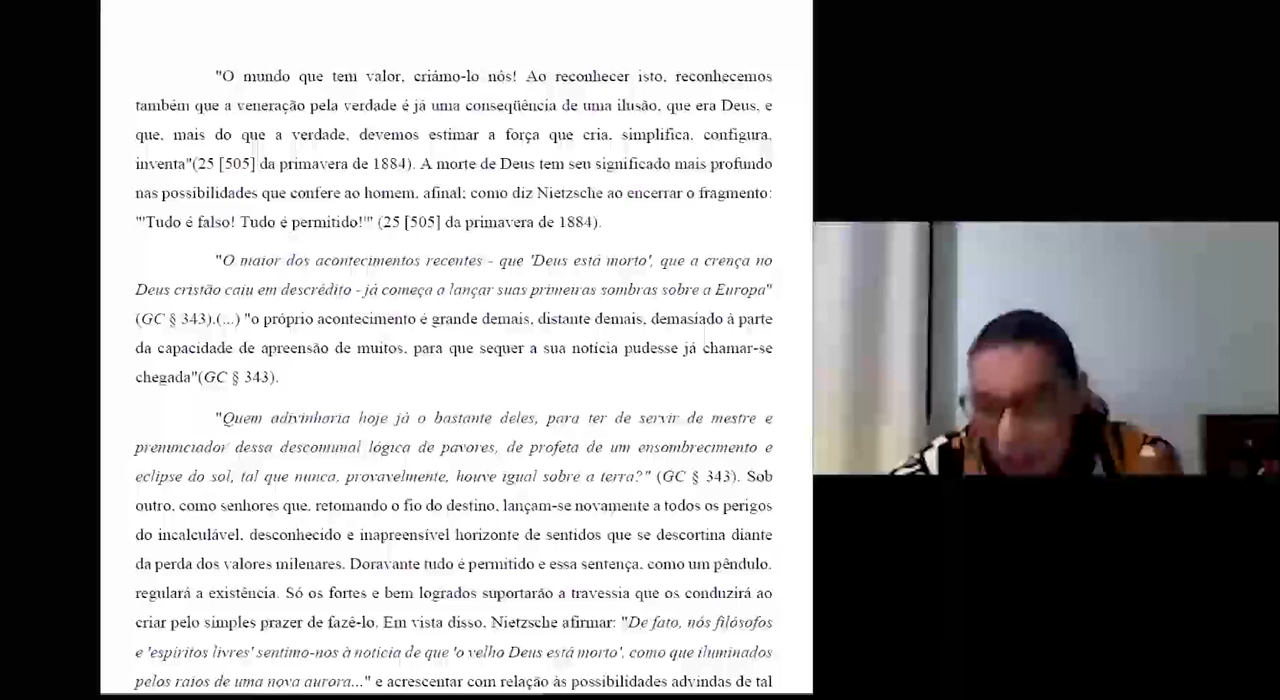 "O mundo que tem valor, criámo-lo nós! Ao reconhecer isto, reconhecemos
também que a veneração pela verdade é já uma conseqüência de uma ilusão, que era Deus, e
que, mais do que a verdade, devemos estimar a força que cria, simplifica, configura,
inventa"(25 [505] da primavera de 1884). A morte de Deus tem seu significado mais profundo
nas possibilidades que confere ao homem, afinal; como diz Nietzsche ao encerrar o fragmento:
"'Tudo é falso! Tudo é permitido!'" (25 [505] da primavera de 1884).
"O maior dos acontecimentos recentes - que 'Deus está morto', que a crença no
Deus cristão caiu em descrédito - já começa a lançar suas primeiras sombras sobre a Europa"
(GC § 343).(...) "o próprio acontecimento é grande demais, distante demais, demasiado à parte
da capacidade de apreensão de muitos, para que sequer a sua notícia pudesse já chamar-se
chegada"(GC § 343).
"Quem adivinharia hoje já o bastante deles, para ter de servir de mestre e
prenunciador dessa descomunal lógica de pavores, de profeta de um ensombrecimento e
eclipse do sol, tal que nunca, provavelmente, houve igual sobre a terra?" (GC § 343). Sob
outro, como senhores que, retomando o fio do destino, lançam-se novamente a todos os perigos
do incalculável, desconhecido e inapreensível horizonte de sentidos que se descortina diante
da perda dos valores milenares. Doravante tudo é permitido e essa sentença, como um pêndulo,
regulará a existência. Só os fortes e bem logrados suportarão a travessia que os conduzirá ao
criar pelo simples prazer de fazê-lo. Em vista disso, Nietzsche afirmar: "De fato, nós filósofos
e 'espíritos livres' sentimo-nos à notícia de que 'o velho Deus está morto', como que iluminados
pelos raios de uma nova aurora..." e acrescentar com relação às possibilidades advindas de tal